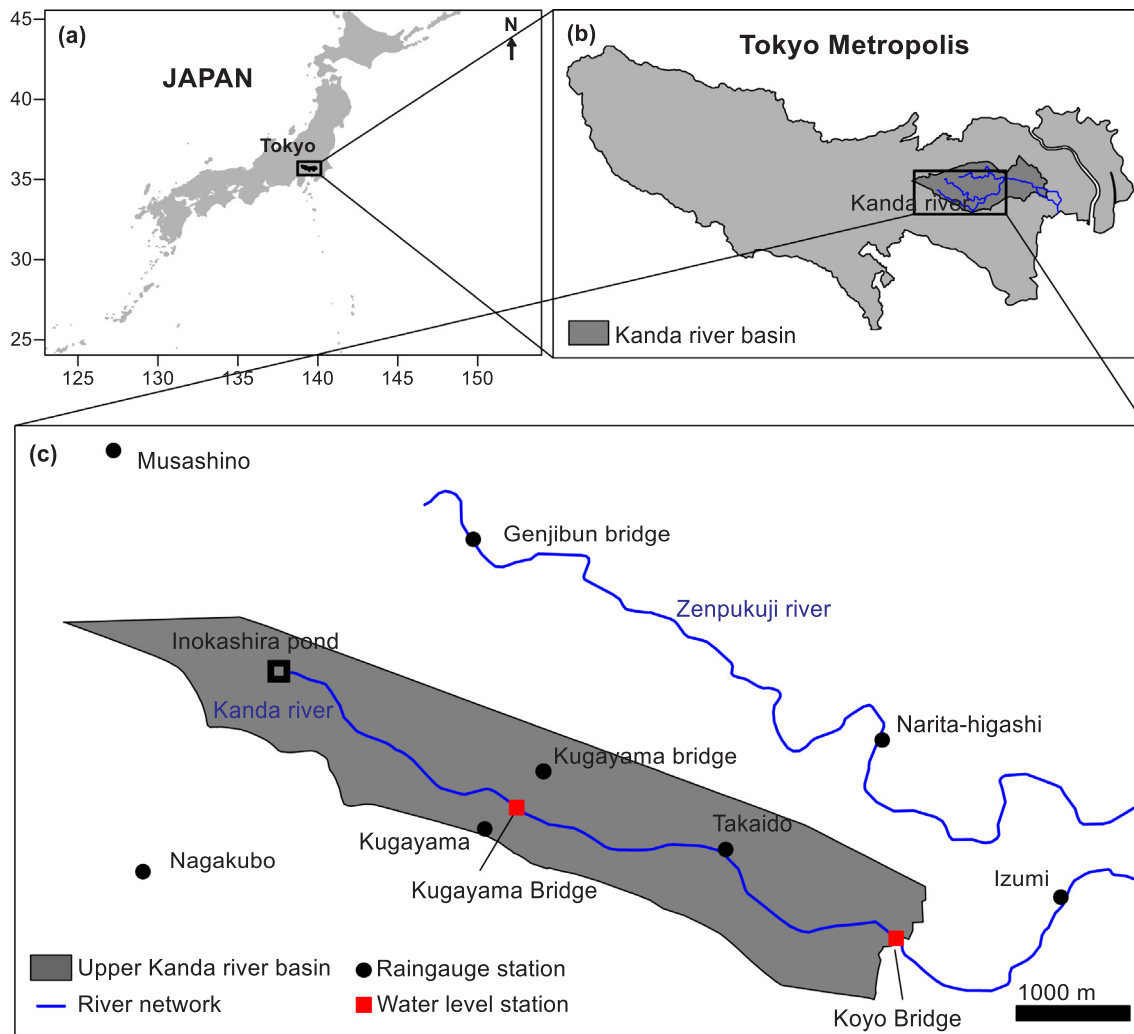 (a)
JAPAN
N
Tokyo
45
40
35
30
25
125
130
135
140
145
150
(b)
Tokyo Metropolis
Kanda river
Kanda river basin
(c)
Musashino
Genjibun bridge
Zenpukuji river
Inokashira pond
Kanda river
Narita-higashi
Kugayama bridge
Kugayama
Takaido
Nagakubo
Kugayama Bridge
Izumi
Upper Kanda river basin
Raingauge station
River network
Water level station
Koyo Bridge
1000 m